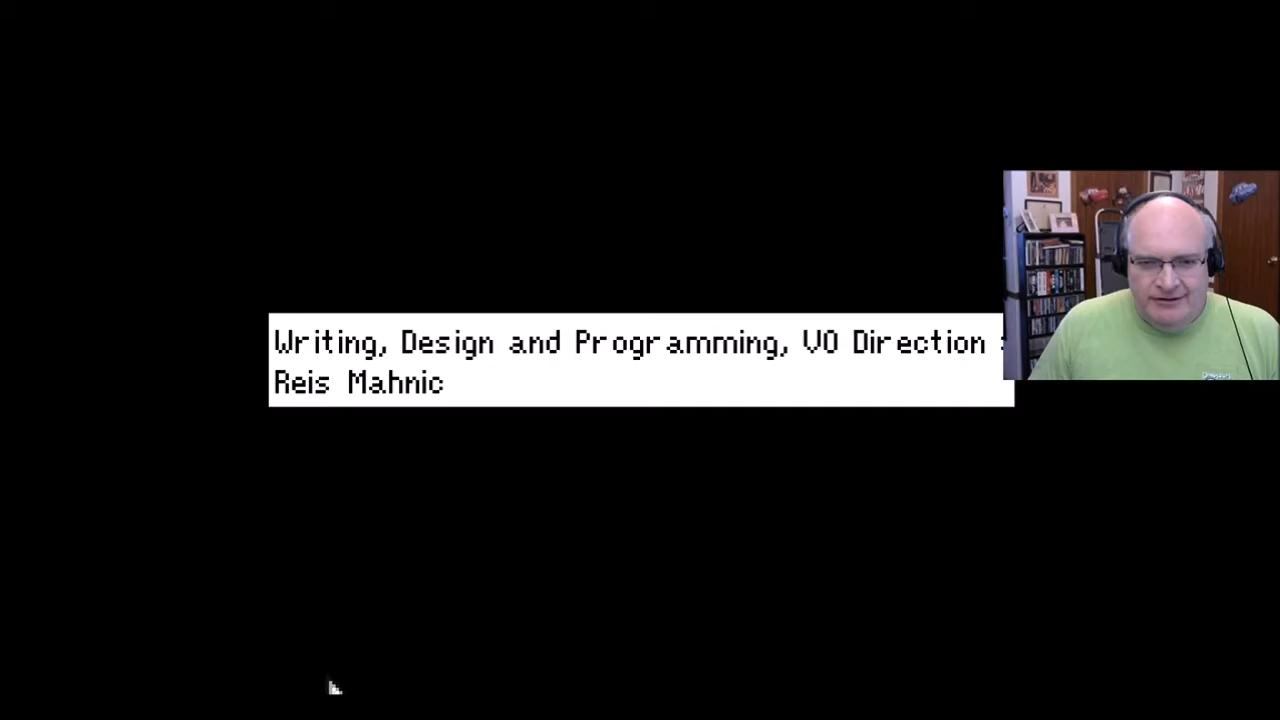 Writing, Design and Programming, VO Direction :
Reis Mahnic